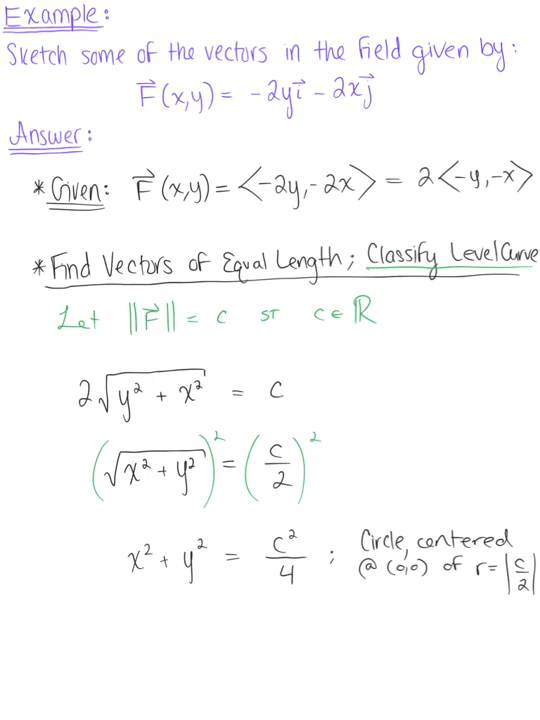 Example:
Sketch some of the vectors in the field given by:
F⃗(x,y) = -2yi⃗ - 2xj⃗
Answer:
* Given: F⃗(x,y) = <-2y, -2x> = 2<-y, -x>
* Find Vectors of Equal Length; Classify Level Curve
Let ||F⃗|| = c st c ∈ ℝ
2√(y² + x²) = c
(√(x² + y²))² = (c/2)²
x² + y² = c²/4 ; Circle, centered
@ (0,0) of r = |c/2|